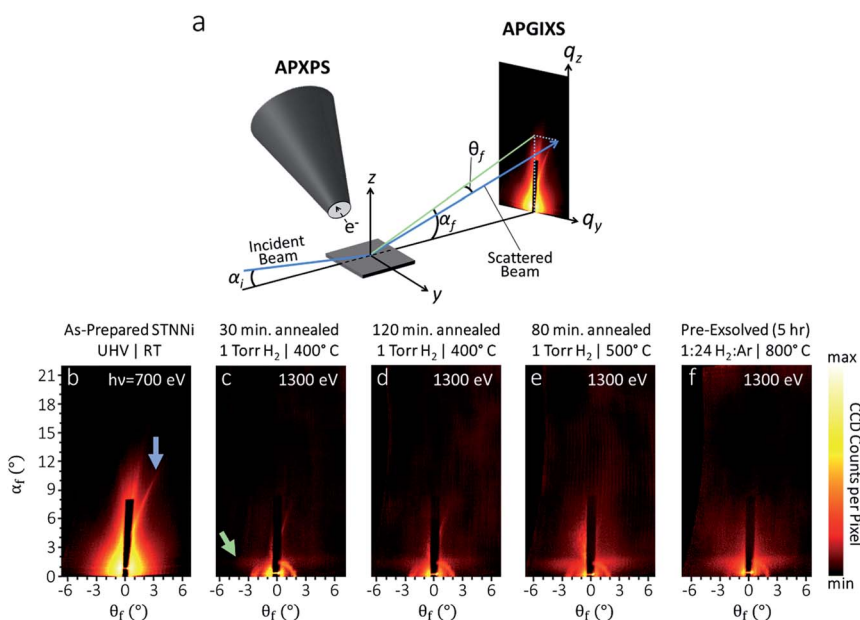 a
APXPS
APGIXS
q_z
θ_f
z
e⁻
α_f
Incident
Beam
α_i
y
q_y
Scattered
Beam
As-Prepared STNNi
UHV | RT
30 min. annealed
1 Torr H₂ | 400° C
120 min. annealed
1 Torr H₂ | 400° C
80 min. annealed
1 Torr H₂ | 500° C
Pre-Exsolved (5 hr)
1:24 H₂:Ar | 800° C
b hν=700 eV
c 1300 eV
d 1300 eV
e 1300 eV
f 1300 eV
max
CCD Counts per Pixel
min
α_f (°)
21
18
15
12
9
6
3
0
-6 -3 0 3 6
-6 -3 0 3 6
-6 -3 0 3 6
-6 -3 0 3 6
-6 -3 0 3 6
θ_f (°)
θ_f (°)
θ_f (°)
θ_f (°)
θ_f (°)